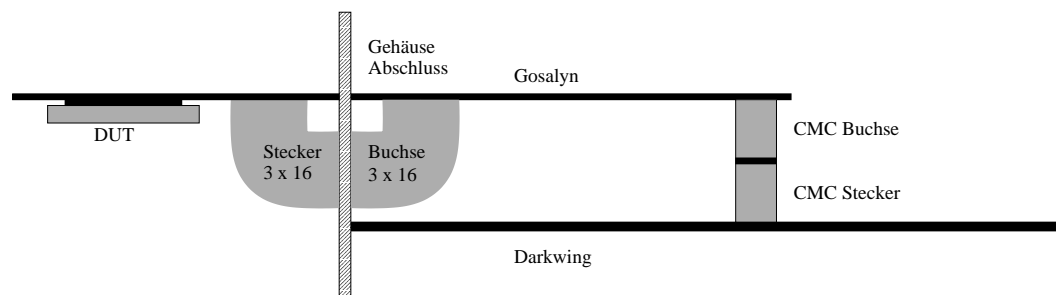 Gehäuse
Abschluss
Gosalyn
DUT
Stecker
3 x 16
Buchse
3 x 16
CMC Buchse
CMC Stecker
Darkwing